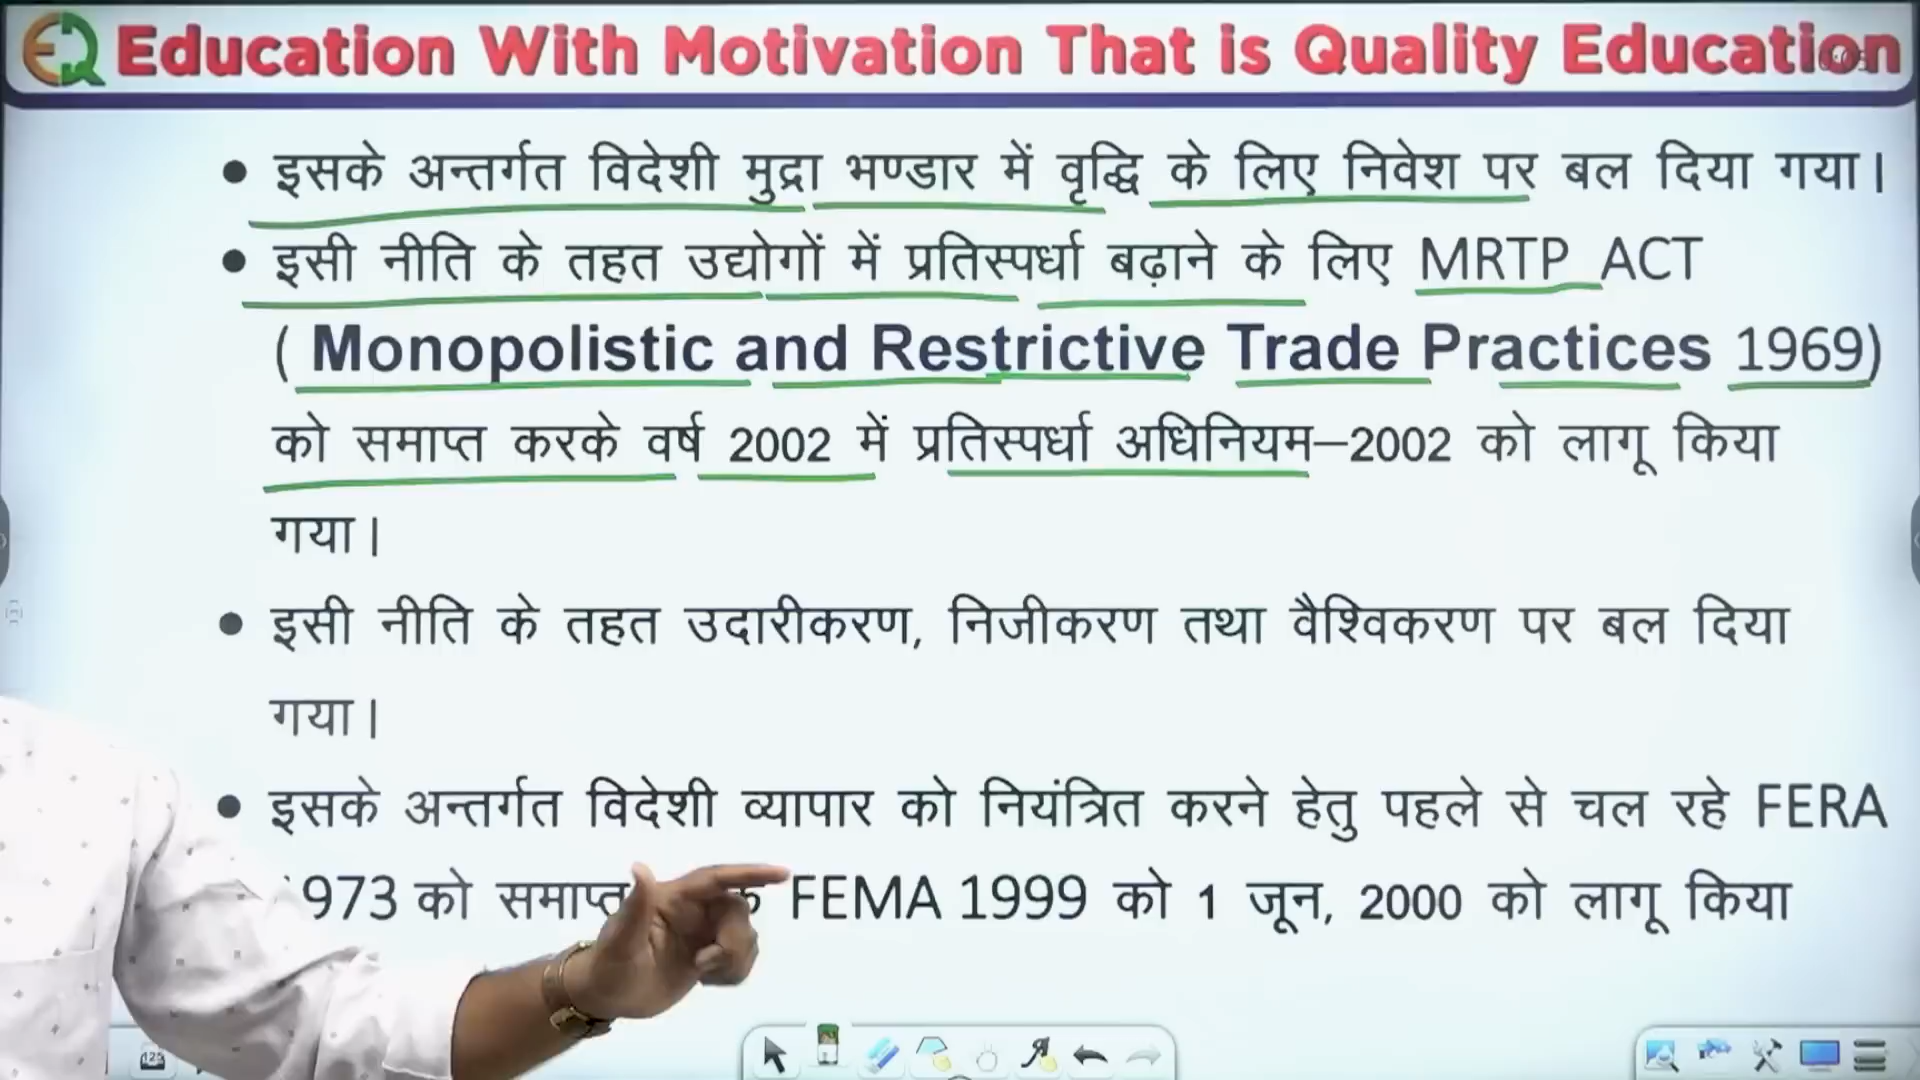 Education With Motivation That is Quality Education
• इसके अन्तर्गत विदेशी मुद्रा भण्डार में वृद्धि के लिए निवेश पर बल दिया गया।
• इसी नीति के तहत उद्योगों में प्रतिस्पर्धा बढ़ाने के लिए MRTP ACT
( Monopolistic and Restrictive Trade Practices 1969)
को समाप्त करके वर्ष 2002 में प्रतिस्पर्धा अधिनियम–2002 को लागू किया
गया।
• इसी नीति के तहत उदारीकरण, निजीकरण तथा वैश्विकरण पर बल दिया
गया।
• इसके अन्तर्गत विदेशी व्यापार को नियंत्रित करने हेतु पहले से चल रहे FERA
973 को समाप्त FEMA 1999 को 1 जून, 2000 को लागू किया